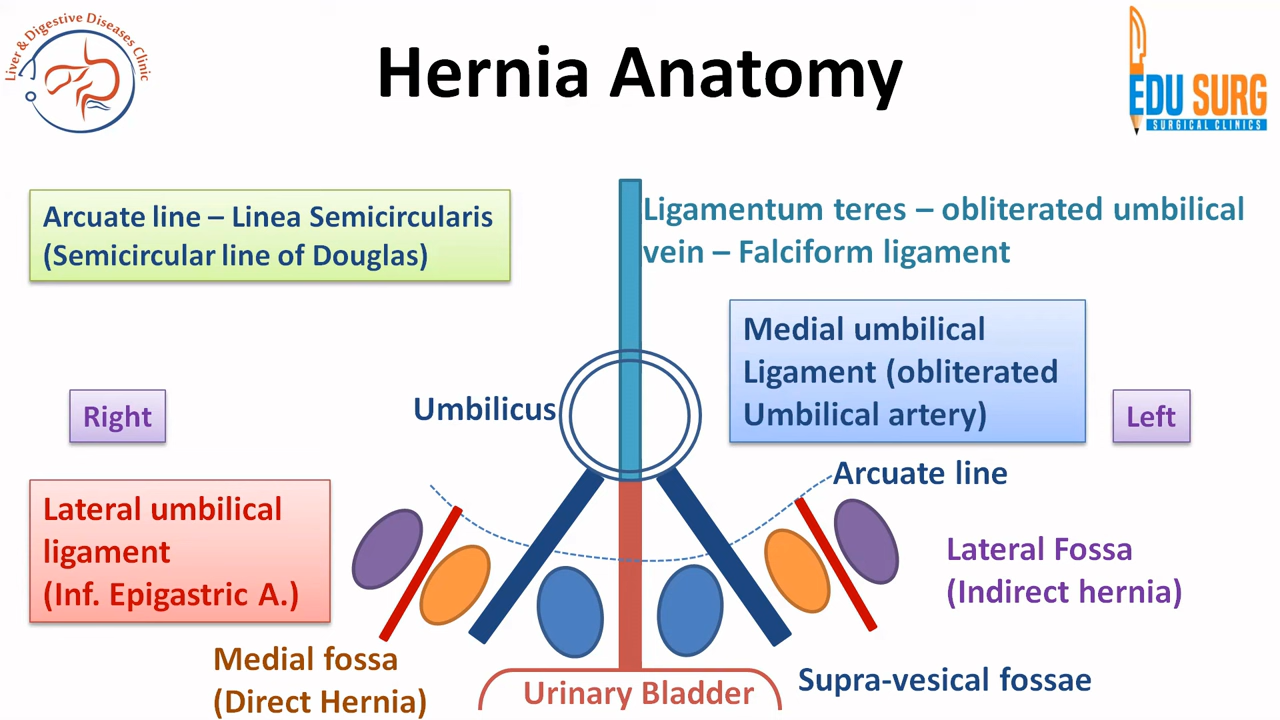 Liver & Digestive Diseases Clinic
Hernia Anatomy
EDU SURG
SURGICAL CLINICS
Arcuate line – Linea Semicircularis
(Semicircular line of Douglas)
Ligamentum teres – obliterated umbilical
vein – Falciform ligament
Medial umbilical
Ligament (obliterated
Umbilical artery)
Right
Umbilicus
Left
Arcuate line
Lateral umbilical
ligament
(Inf. Epigastric A.)
Lateral Fossa
(Indirect hernia)
Medial fossa
(Direct Hernia)
Urinary Bladder
Supra-vesical fossae